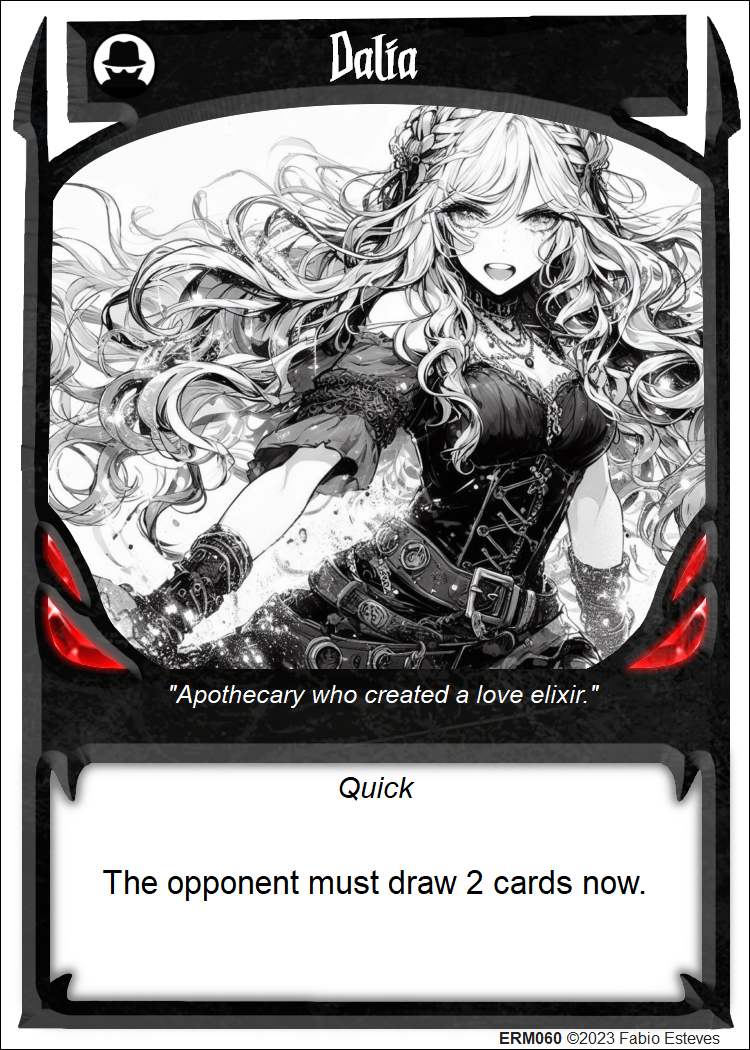 Dalia
"Apothecary who created a love elixir."
Quick
The opponent must draw 2 cards now.
ERM060 ©2023 Fabio Esteves